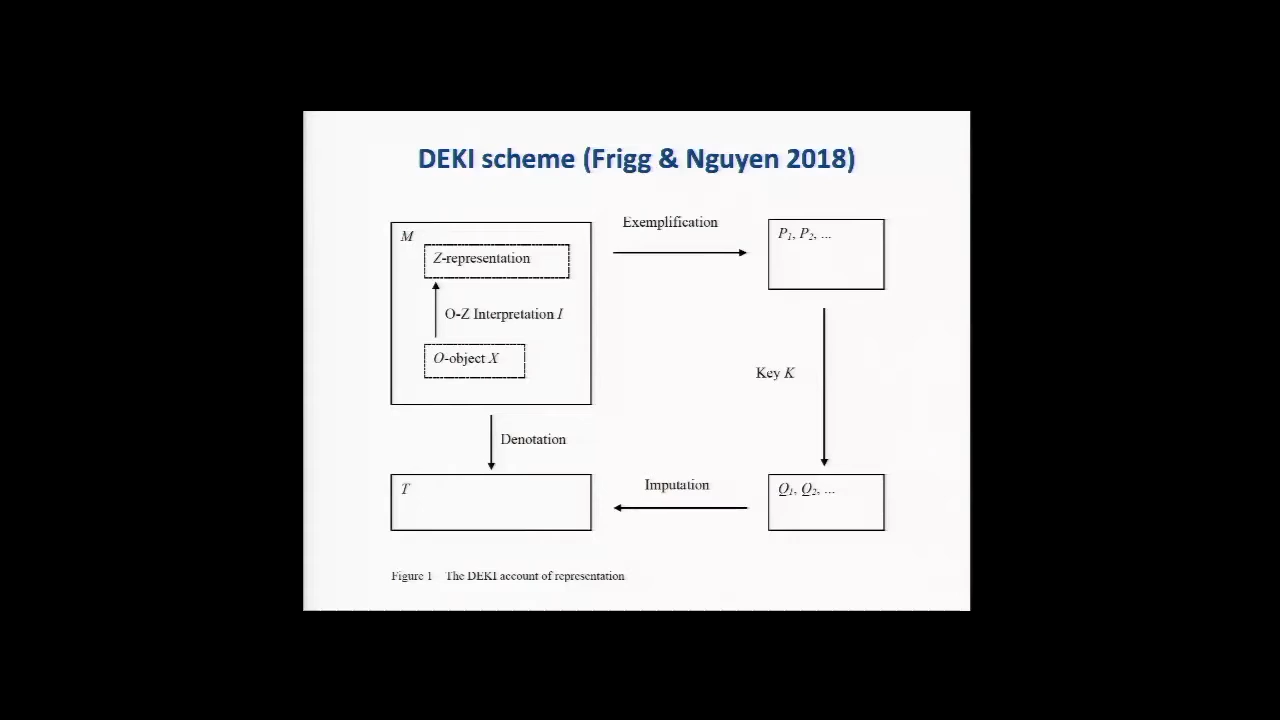 DEKI scheme (Frigg & Nguyen 2018)
Exemplification
M
Z-representation
O-Z Interpretation I
O-object X
P1, P2, ...
Key K
Denotation
T
Imputation
Q1, Q2, ...
Figure 1 The DEKI account of representation